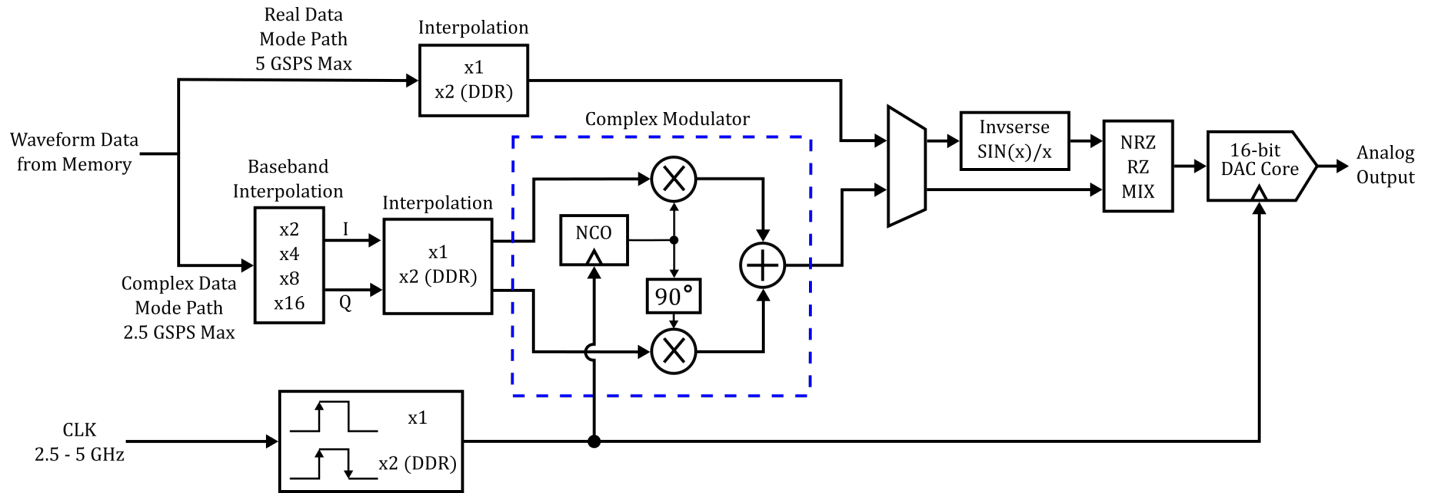 Real Data
Mode Path
5 GSPS Max
Interpolation
x1
x2 (DDR)
Complex Modulator
Waveform Data
from Memory
Baseband
Interpolation
x2
x4
x8
x16
I
Q
Complex Data
Mode Path
2.5 GSPS Max
Interpolation
x1
x2 (DDR)
NCO
90°
Invserse
SIN(x)/x
NRZ
RZ
MIX
16-bit
DAC Core
Analog
Output
CLK
2.5 - 5 GHz
x1
x2 (DDR)